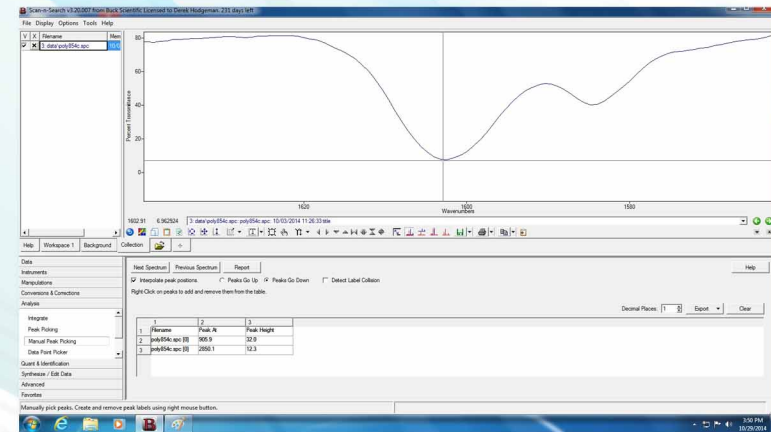 Scan-n-Search v3.20.007 from Buck Scientific Licensed to Derek Hodgeman. 231 days left
File Display Options Tools Help
V X Filename Mem
3: data\poly854c.spc 10/0
80-
60-
40-
20-
0-
Percent Transmittance
1620 1600 1580
Wavenumbers
1602.91 6.962924 3: data\poly854c.spc: poly854c.spc: 10/03/2014 11:26:33:title
Help Workspace 1 Background Collection +
Data
Instruments
Manipulations
Conversions & Corrections
Analysis
Integrate
Peak Picking
Manual Peak Picking
Data Point Picker
Quant & Identification
Synthesize / Edit Data
Advanced
Favorites
Next Spectrum Previous Spectrum Report Help
Interpolate peak positions. Peaks Go Up Peaks Go Down Detect Label Collision
Right-Click on peaks to add and remove them from the table.
Decimal Places: 1 Export Clear
1 2 3
1 Filename Peak At Peak Height
2 poly854c.spc [0] 905.9 32.0
3 poly854c.spc [0] 2850.1 12.3
Manually pick peaks. Create and remove peak labels using right mouse button.
3:50 PM
10/29/2014